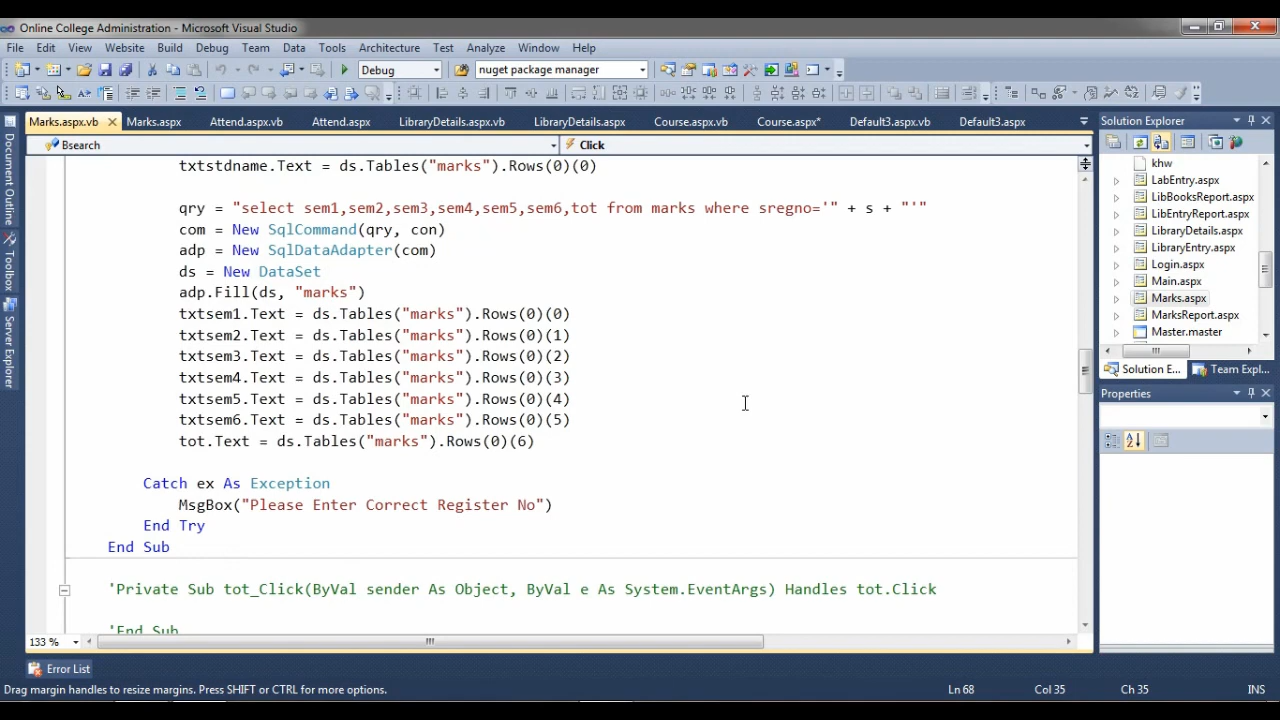 Online College Administration - Microsoft Visual Studio
File Edit View Website Build Debug Team Data Tools Architecture Test Analyze Window Help
Debug nuget package manager
Marks.aspx.vb Marks.aspx Attend.aspx.vb Attend.aspx LibraryDetails.aspx.vb LibraryDetails.aspx Course.aspx.vb Course.aspx* Default3.aspx.vb Default3.aspx
Bsearch Click
txtstdname.Text = ds.Tables("marks").Rows(0)(0)
qry = "select sem1,sem2,sem3,sem4,sem5,sem6,tot from marks where sregno='" + s + "'"
com = New SqlCommand(qry, con)
adp = New SqlDataAdapter(com)
ds = New DataSet
adp.Fill(ds, "marks")
txtsem1.Text = ds.Tables("marks").Rows(0)(0)
txtsem2.Text = ds.Tables("marks").Rows(0)(1)
txtsem3.Text = ds.Tables("marks").Rows(0)(2)
txtsem4.Text = ds.Tables("marks").Rows(0)(3)
txtsem5.Text = ds.Tables("marks").Rows(0)(4)
txtsem6.Text = ds.Tables("marks").Rows(0)(5)
tot.Text = ds.Tables("marks").Rows(0)(6)
Catch ex As Exception
MsgBox("Please Enter Correct Register No")
End Try
End Sub
'Private Sub tot_Click(ByVal sender As Object, ByVal e As System.EventArgs) Handles tot.Click
'End Sub
133 %
Document Outline
Toolbox
Server Explorer
Solution Explorer
khw
LabEntry.aspx
LibBooksReport.aspx
LibEntryReport.aspx
LibraryDetails.aspx
LibraryEntry.aspx
Login.aspx
Main.aspx
Marks.aspx
MarksReport.aspx
Master.master
Solution E... Team Expl...
Properties
Error List
Drag margin handles to resize margins. Press SHIFT or CTRL for more options. Ln 68 Col 35 Ch 35 INS